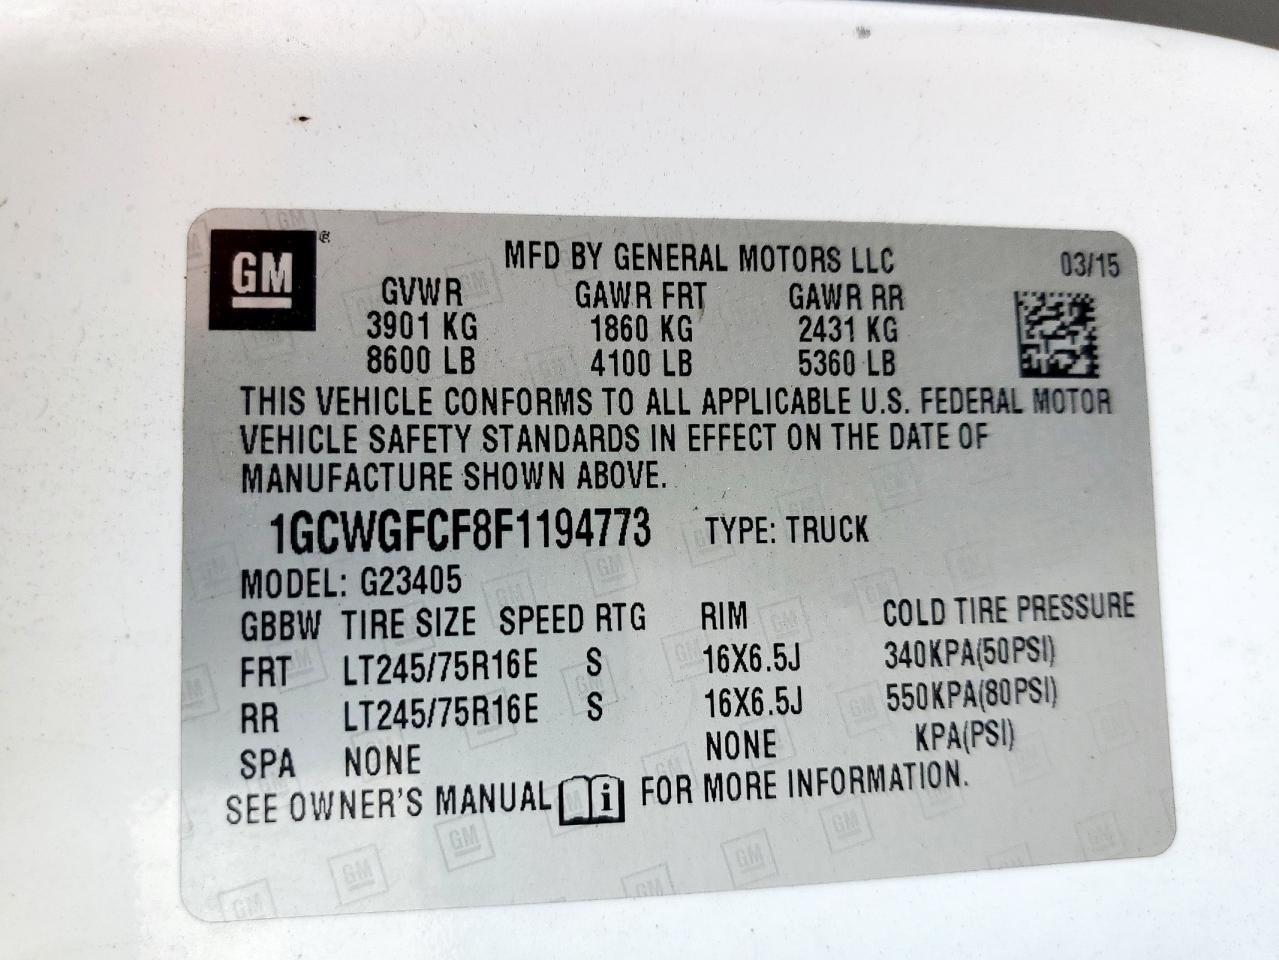 GM
MFD BY GENERAL MOTORS LLC 03/15
GVWR GAWR FRT GAWR RR
3901 KG 1860 KG 2431 KG
8600 LB 4100 LB 5360 LB
THIS VEHICLE CONFORMS TO ALL APPLICABLE U.S. FEDERAL MOTOR
VEHICLE SAFETY STANDARDS IN EFFECT ON THE DATE OF
MANUFACTURE SHOWN ABOVE.
1GCWGFCF8F1194773 TYPE: TRUCK
MODEL: G23405
GBBW TIRE SIZE SPEED RTG RIM COLD TIRE PRESSURE
FRT LT245/75R16E S 16X6.5J 340KPA(50PSI)
RR LT245/75R16E S 16X6.5J 550KPA(80PSI)
SPA NONE NONE KPA(PSI)
SEE OWNER'S MANUAL i FOR MORE INFORMATION.